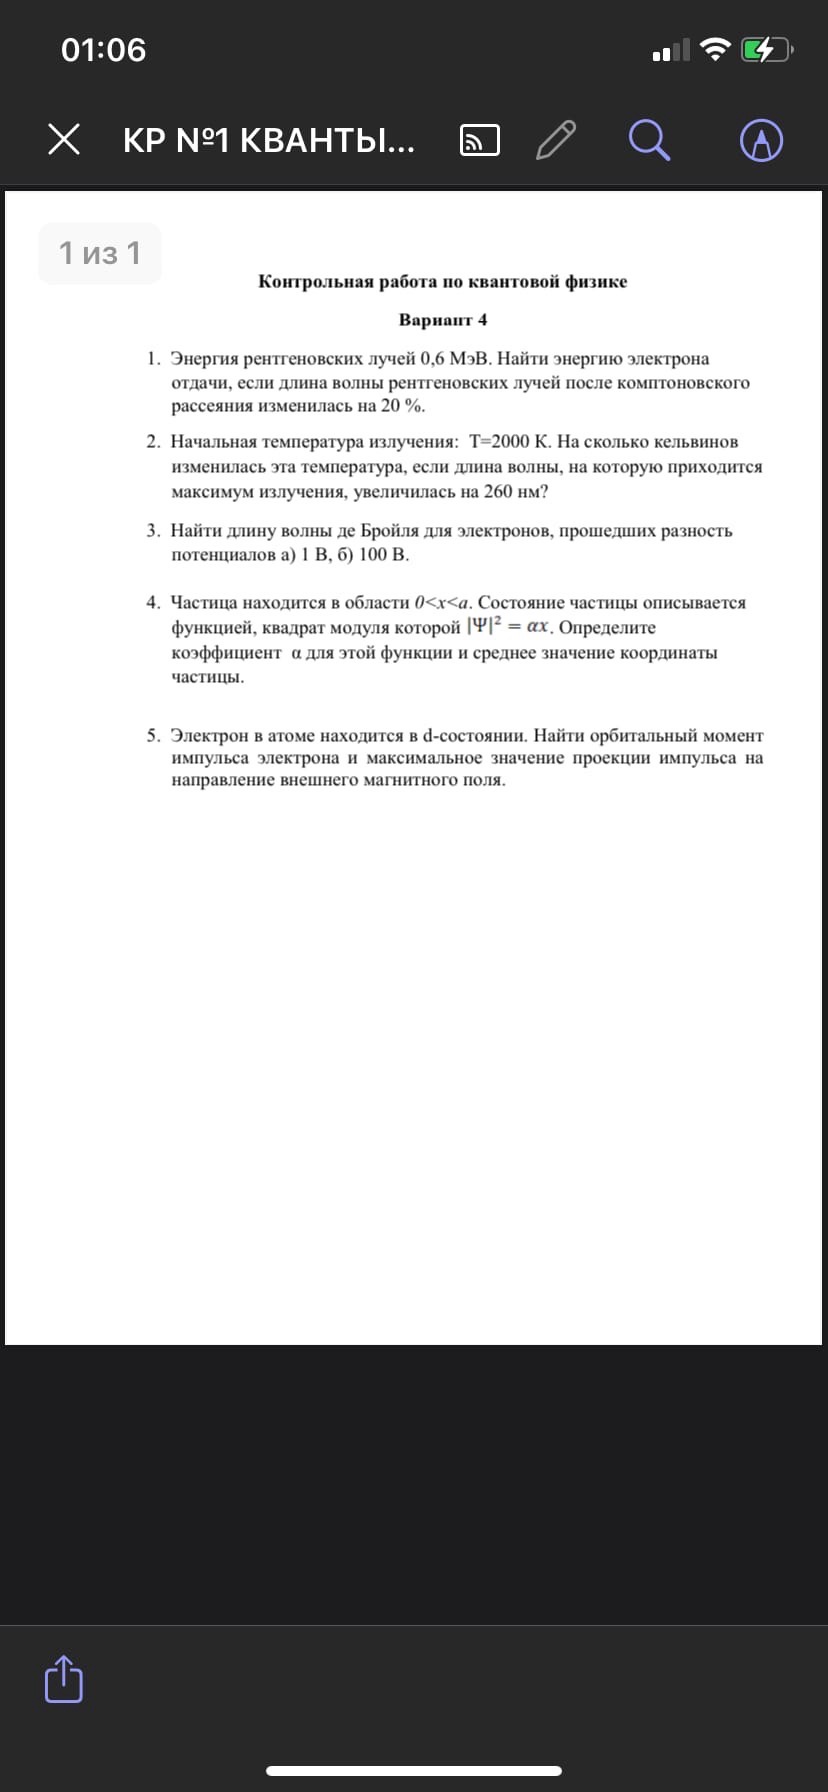 01:06
КР №1 КВАНТЫ...
1 из 1
Контрольная работа по квантовой физике
Вариант 4
1. Энергия рентгеновских лучей 0,6 МэВ. Найти энергию электрона
отдачи, если длина волны рентгеновских лучей после комптоновского
рассеяния изменилась на 20 %.
2. Начальная температура излучения: T=2000 К. На сколько кельвинов
изменилась эта температура, если длина волны, на которую приходится
максимум излучения, увеличилась на 260 нм?
3. Найти длину волны де Бройля для электронов, прошедших разность
потенциалов а) 1 В, б) 100 В.
4. Частица находится в области 0<x<a. Состояние частицы описывается
функцией, квадрат модуля которой |Ψ|² = αx. Определите
коэффициент α для этой функции и среднее значение координаты
частицы.
5. Электрон в атоме находится в d-состоянии. Найти орбитальный момент
импульса электрона и максимальное значение проекции импульса на
направление внешнего магнитного поля.